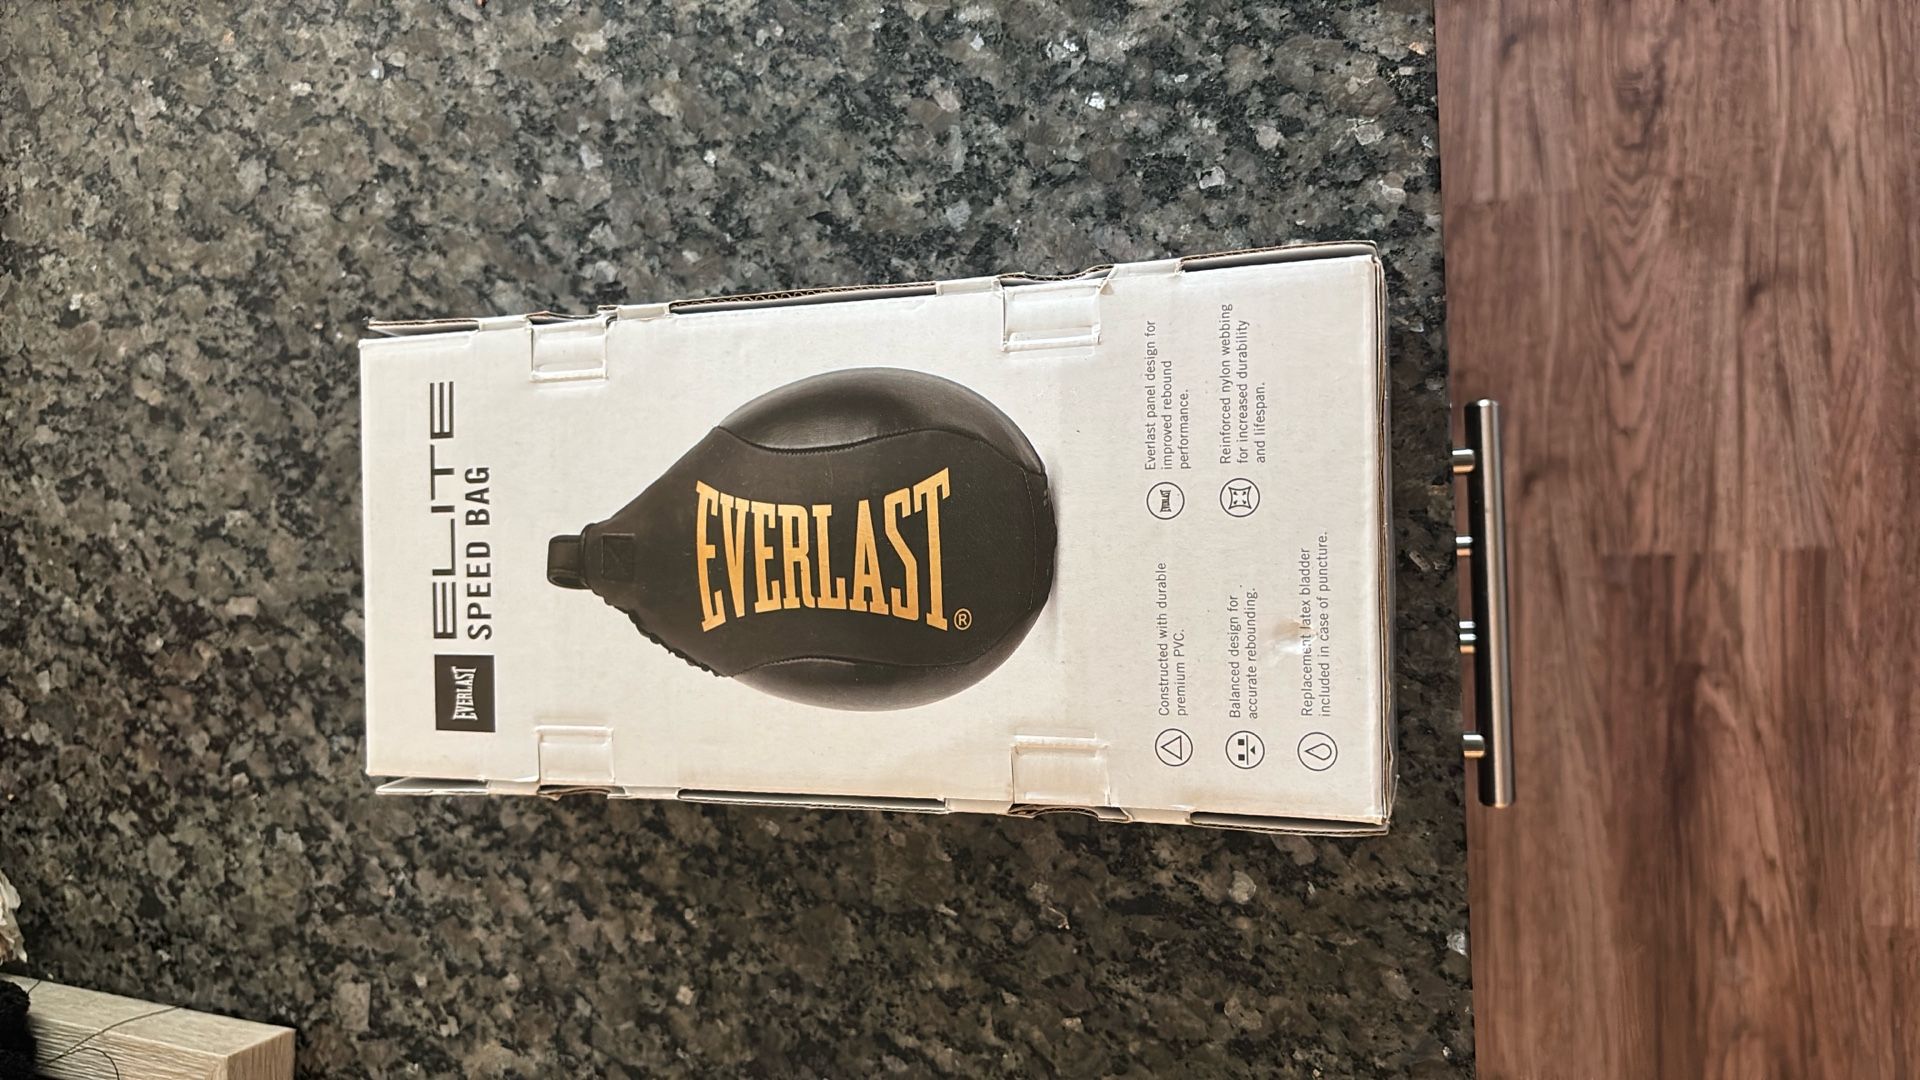 EVERLAST
ELITE
SPEED BAG
EVERLAST
®
Constructed with durable
premium PVC.
Balanced design for
accurate rebounding.
Replacement latex bladder
included in case of puncture.
EVERLAST
Everlast panel design for
improved rebound
performance.
Reinforced nylon webbing
for increased durability
and lifespan.